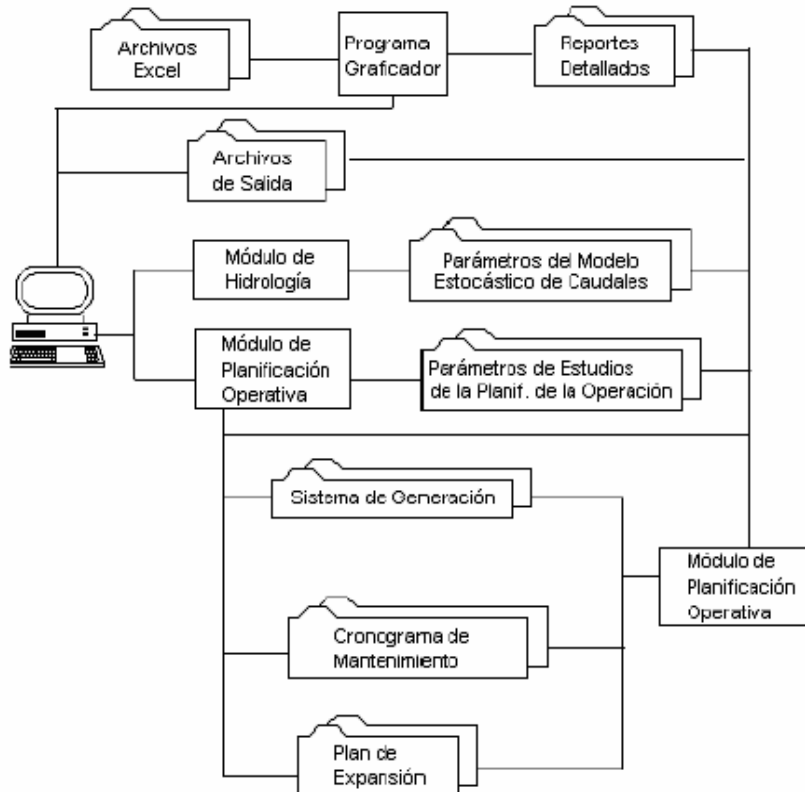 Archivos
Excel
Programa
Graficador
Reportes
Detallados
Archivos
de Salida
Módulo de
Hidrología
Parámetros del Modelo
Estocástico de Caudales
Módulo de
Planificación
Operativa
Parámetros de Estudios
de la Planif. de la Operación
Sistema de Generación
Módulo de
Planificación
Operativa
Cronograma de
Mantenimiento
Plan de
Expansión